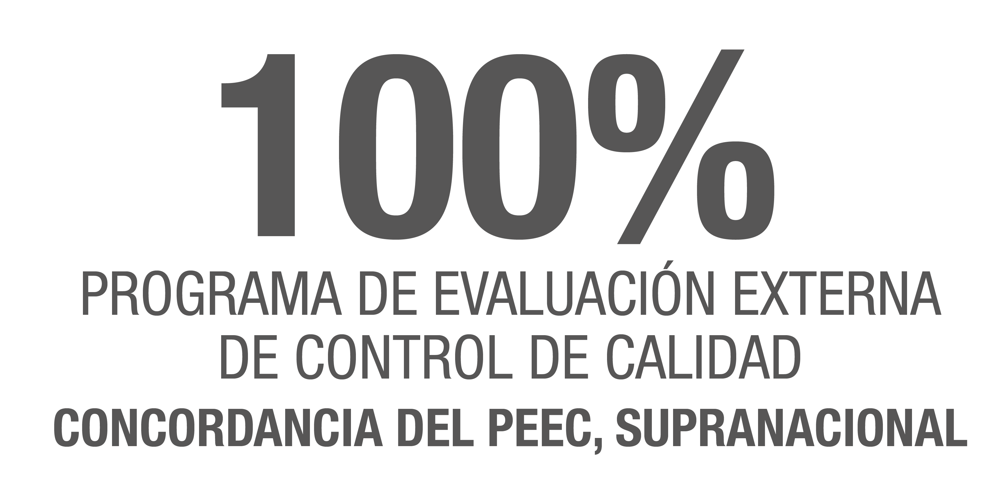 100%
PROGRAMA DE EVALUACIÓN EXTERNA
DE CONTROL DE CALIDAD
CONCORDANCIA DEL PEEC, SUPRANACIONAL